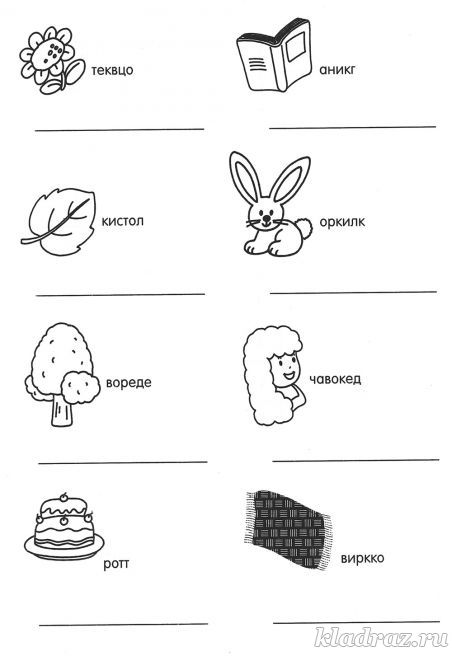 теквцо
аникг
кистол
оркилк
вореде
чавокед
ротт
виркко
kladraz.ru